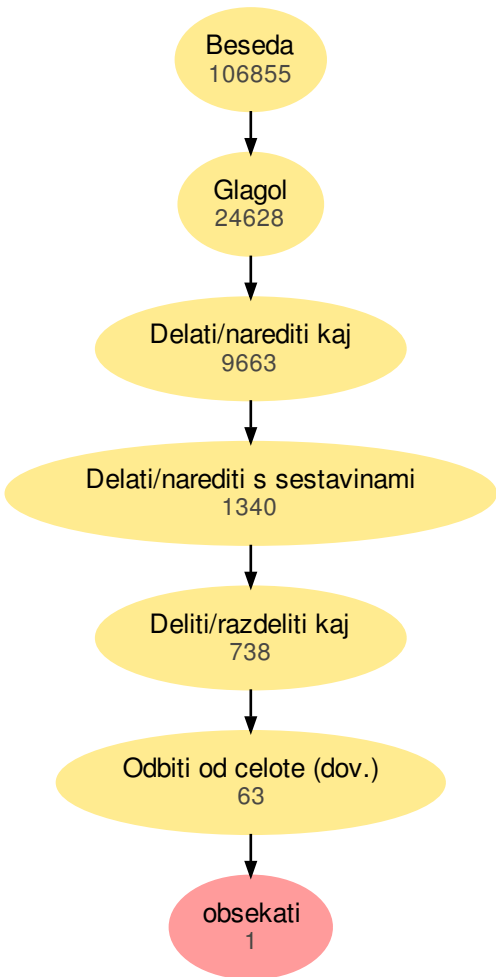 Beseda
106855
Glagol
24628
Delati/narediti kaj
9663
Delati/narediti s sestavinami
1340
Deliti/razdeliti kaj
738
Odbiti od celote (dov.)
63
obsekati
1